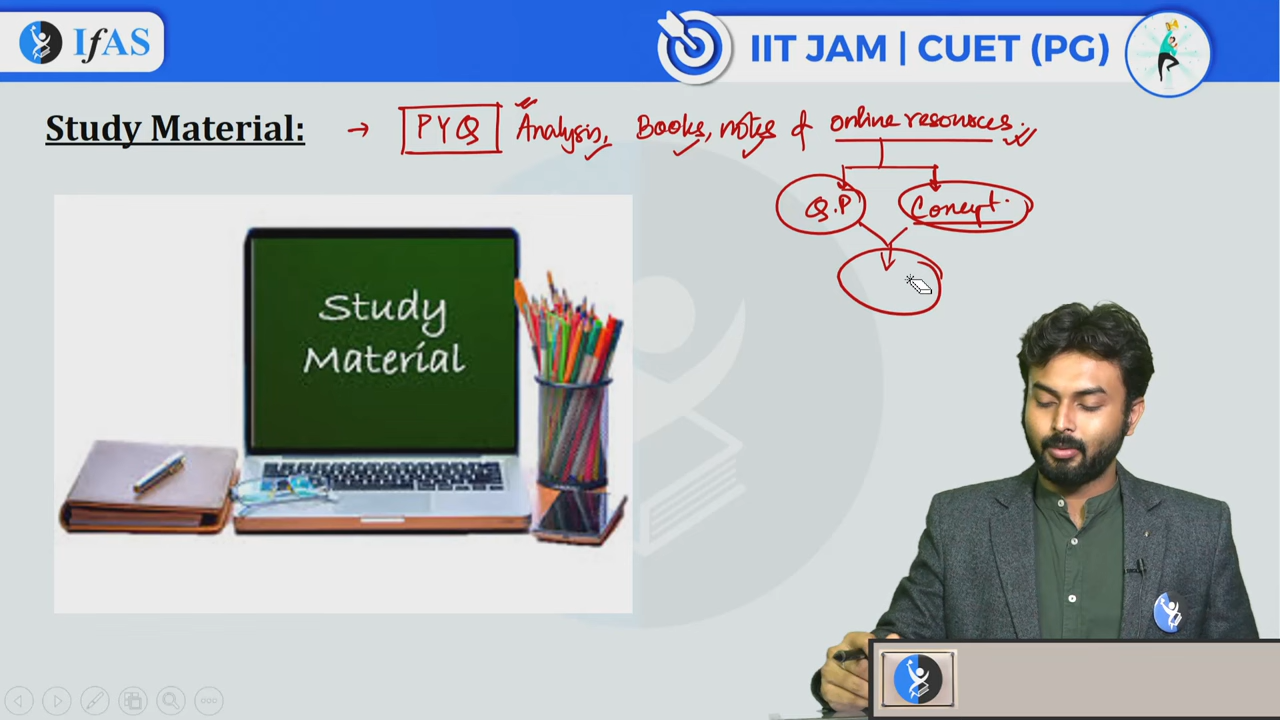 IfAS
IIT JAM | CUET (PG)
Study Material: → PYQ Analysis, Books, notes & online resources.
Q.P Concept.
Study
Material